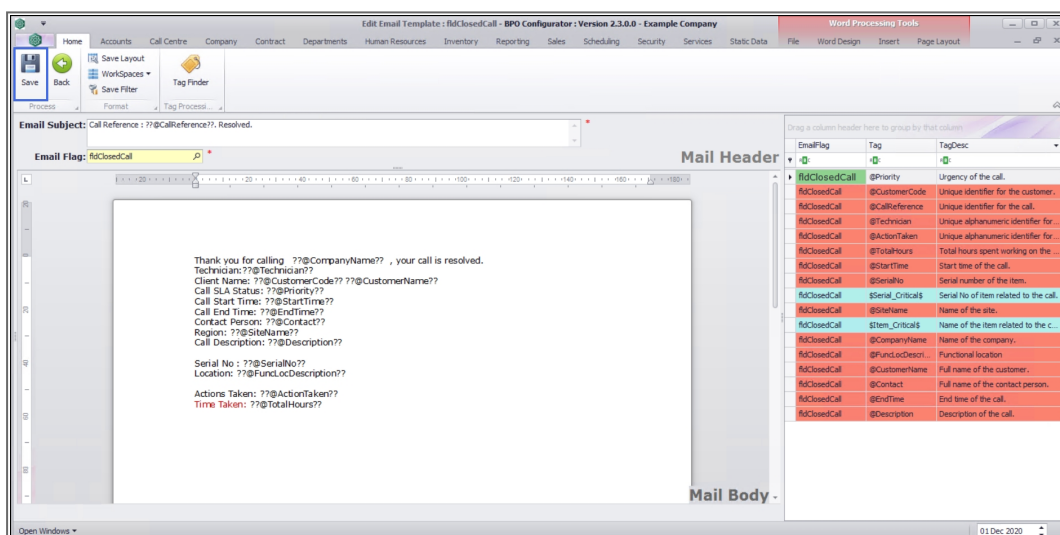 Edit Email Template : fldClosedCall - BPO Configurator : Version 2.3.0.0 - Example Company
Word Processing Tools
Home Accounts Call Centre Company Contract Departments Human Resources Inventory Reporting Sales Scheduling Security Services Static Data File Word Design Insert Page Layout
Save Back Save Layout WorkSpaces Save Filter Tag Finder
Process Format Tag Processi...
Email Subject: Call Reference : ??@CallReference??. Resolved. *
Email Flag: fldClosedCall *
Mail Header
Drag a column header here to group by that column
EmailFlag Tag TagDesc
fldClosedCall @Priority Urgency of the call.
fldClosedCall @CustomerCode Unique identifier for the customer.
fldClosedCall @CallReference Unique identifier for the call.
fldClosedCall @Technician Unique alphanumeric identifier for...
fldClosedCall @ActionTaken Unique alphanumeric identifier for...
fldClosedCall @TotalHours Total hours spent working on the ...
fldClosedCall @StartTime Start time of the call.
fldClosedCall @SerialNo Serial number of the item.
fldClosedCall $Serial_Critical$ Serial No of item related to the call.
fldClosedCall @SiteName Name of the site.
fldClosedCall $Item_Critical$ Name of the item related to the c...
fldClosedCall @CompanyName Name of the company.
fldClosedCall @FuncLocDescri... Functional location
fldClosedCall @CustomerName Full name of the customer.
fldClosedCall @Contact Full name of the contact person.
fldClosedCall @EndTime End time of the call.
fldClosedCall @Description Description of the call.
Thank you for calling ??@CompanyName?? , your call is resolved.
Technician:??@Technician??
Client Name: ??@CustomerCode?? ??@CustomerName??
Call SLA Status: ??@Priority??
Call Start Time: ??@StartTime??
Call End Time: ??@EndTime??
Contact Person: ??@Contact??
Region: ??@SiteName??
Call Description: ??@Description??
Serial No : ??@SerialNo??
Location: ??@FuncLocDescription??
Actions Taken: ??@ActionTaken??
Time Taken: ??@TotalHours??
Mail Body
Open Windows
01 Dec 2020